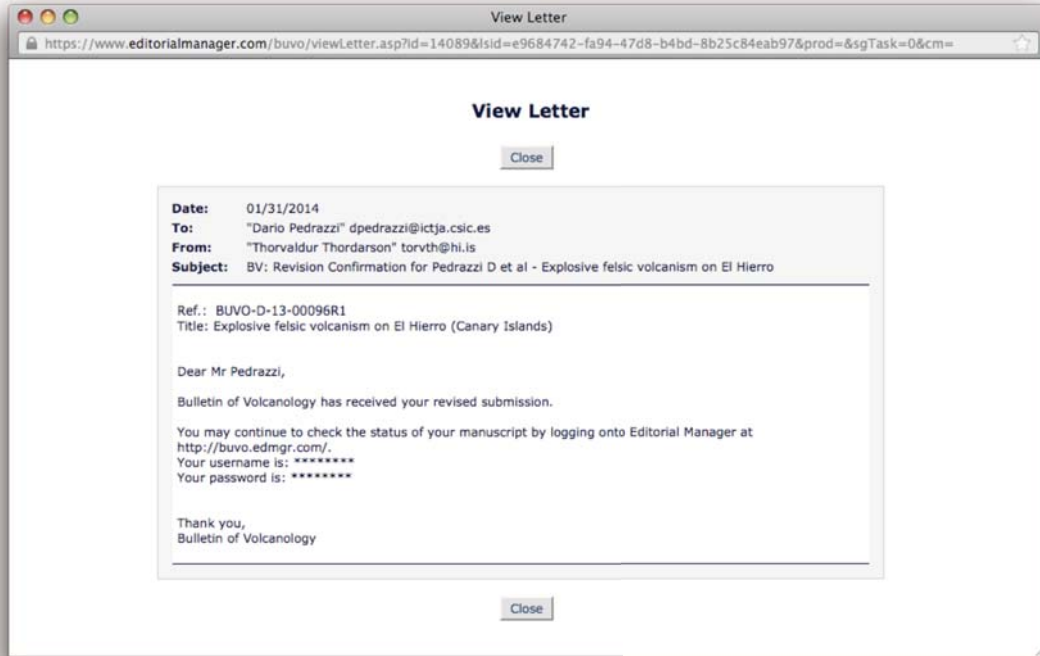 View Letter
https://www.editorialmanager.com/buvo/viewLetter.asp?id=14089&lsid=e9684742-fa94-47d8-b4bd-8b25c84eab97&prod=&sgTask=0&cm=
View Letter
Close
Date: 01/31/2014
To: "Dario Pedrazzi" dpedrazzi@ictja.csic.es
From: "Thorvaldur Thordarson" torvth@hi.is
Subject: BV: Revision Confirmation for Pedrazzi D et al - Explosive felsic volcanism on El Hierro
Ref.: BUVO-D-13-00096R1
Title: Explosive felsic volcanism on El Hierro (Canary Islands)
Dear Mr Pedrazzi,
Bulletin of Volcanology has received your revised submission.
You may continue to check the status of your manuscript by logging onto Editorial Manager at
http://buvo.edmgr.com/.
Your username is: ********
Your password is: ********
Thank you,
Bulletin of Volcanology
Close